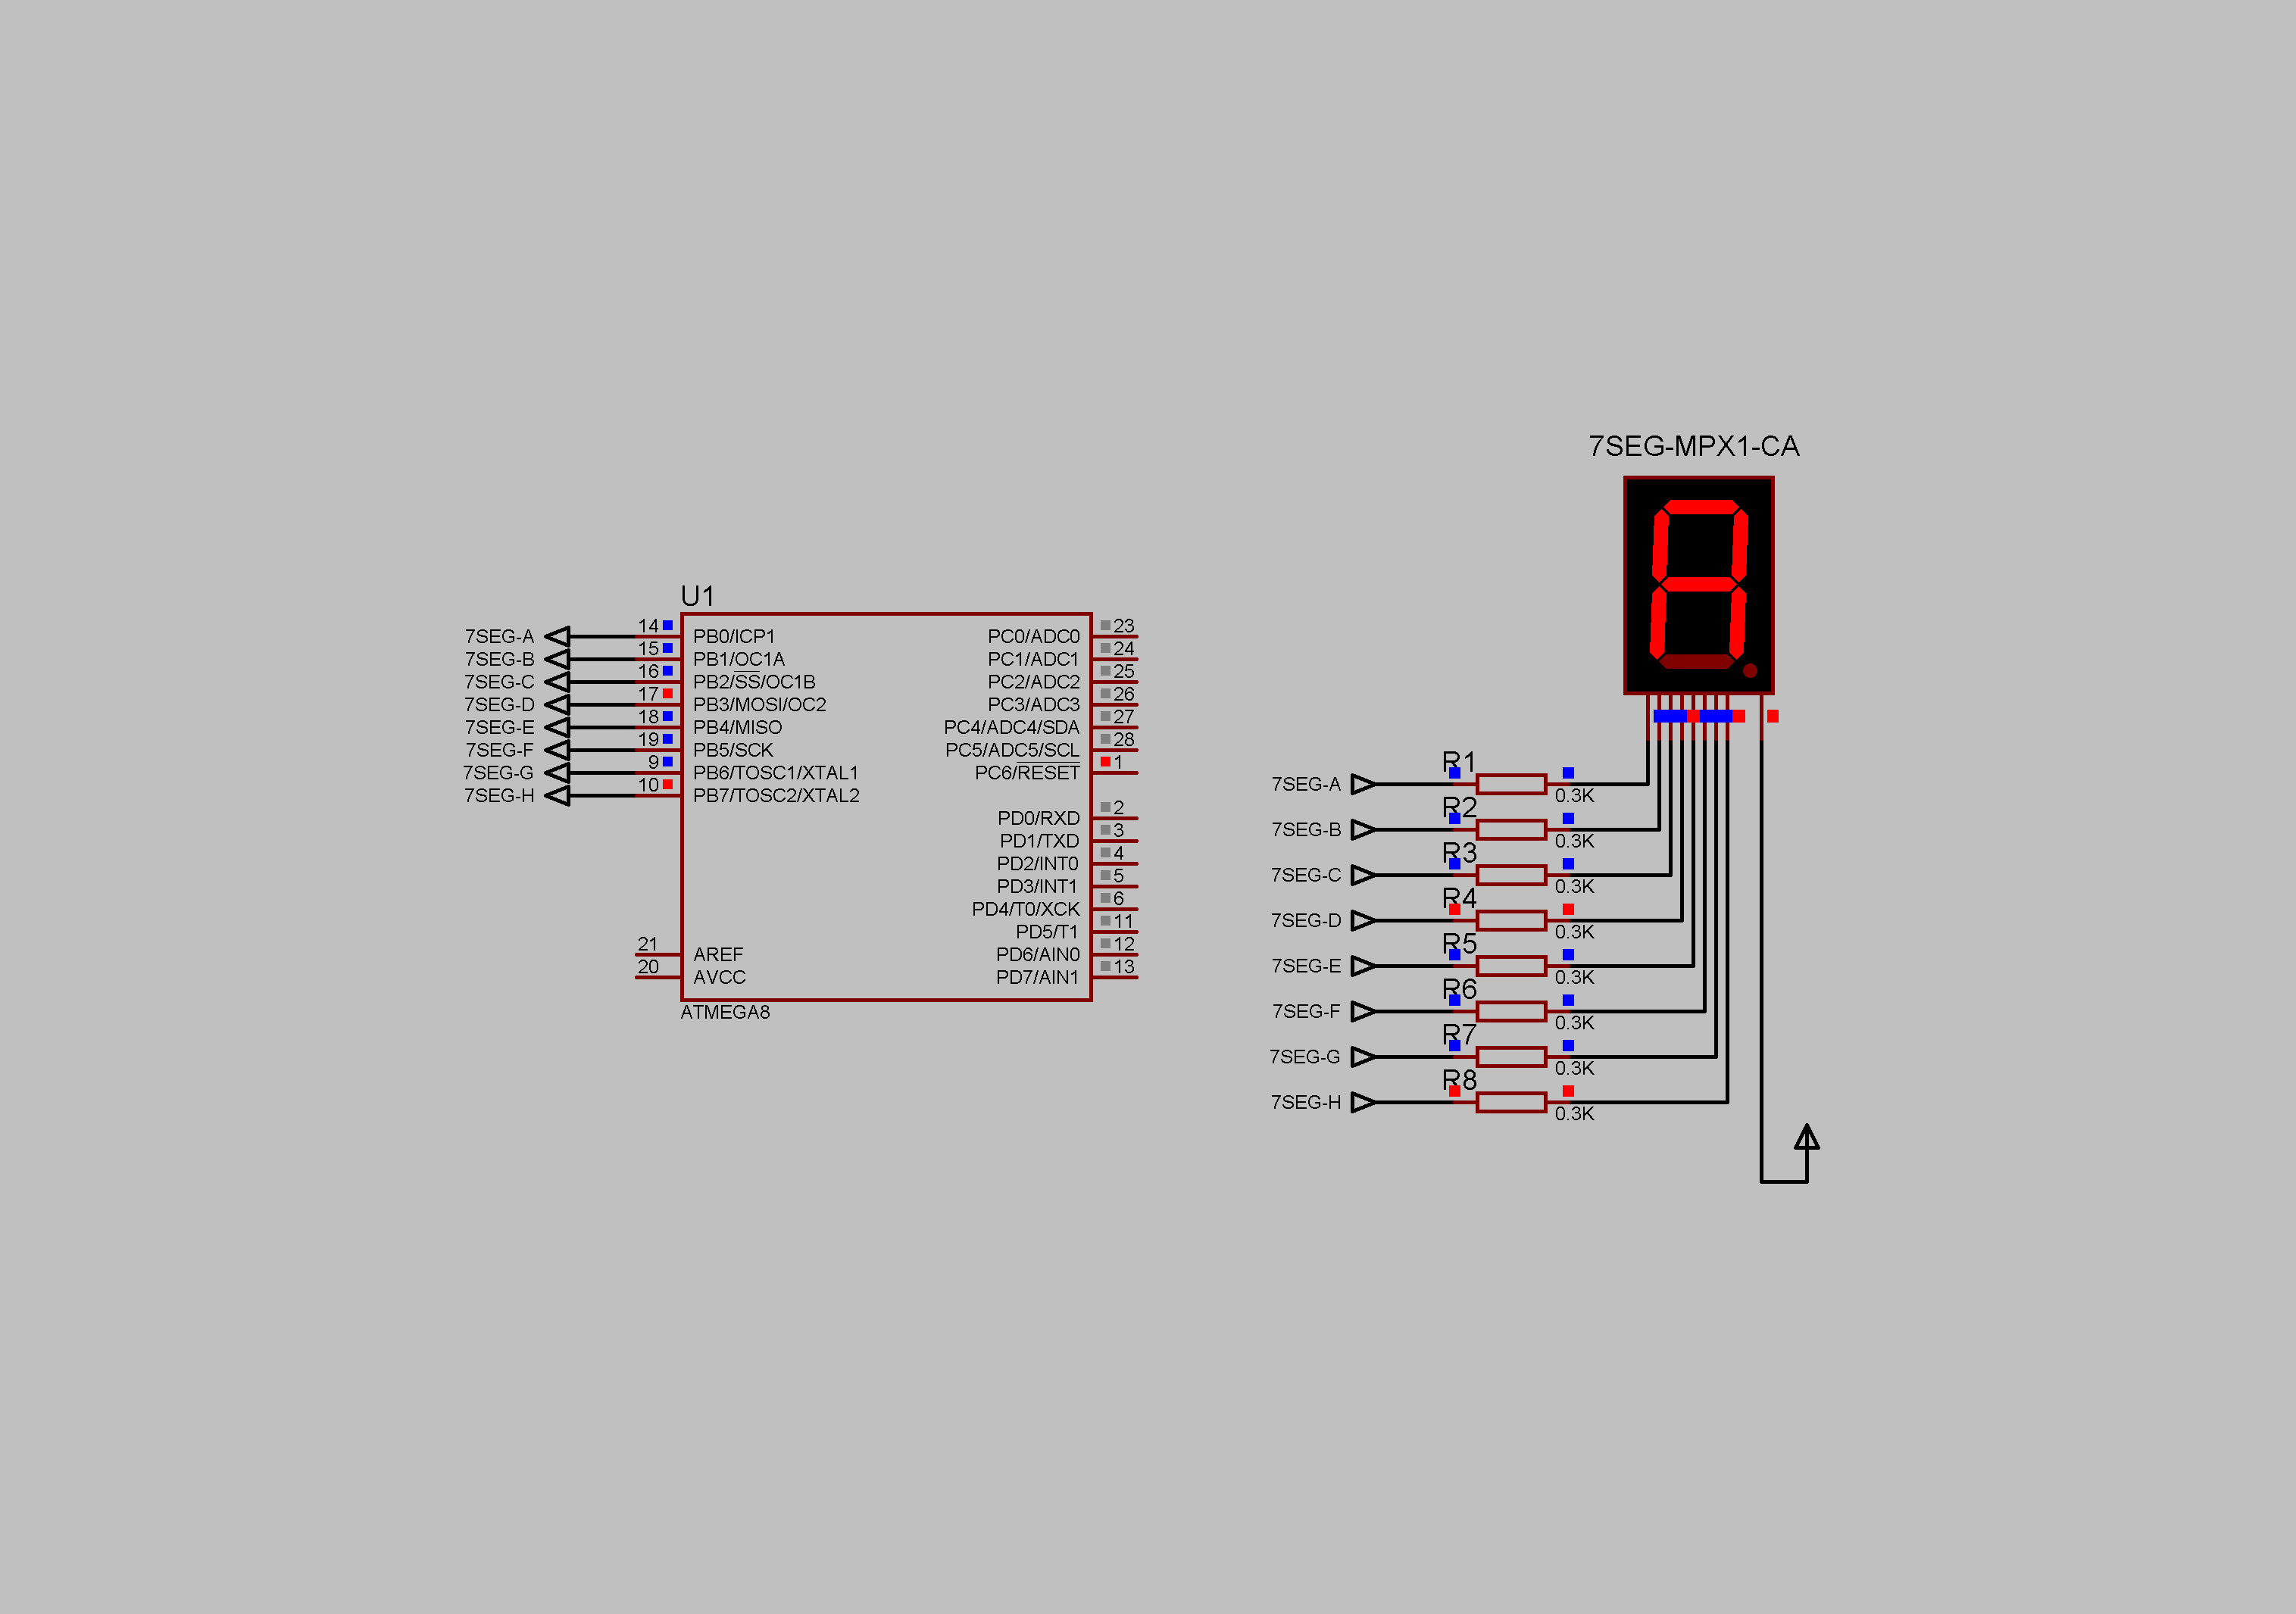 7SEG-MPX1-CA
U1
7SEG-A 14 PB0/ICP1 PC0/ADC0 23
7SEG-B 15 PB1/OC1A PC1/ADC1 24
7SEG-C 16 PB2/SS/OC1B PC2/ADC2 25
7SEG-D 17 PB3/MOSI/OC2 PC3/ADC3 26
7SEG-E 18 PB4/MISO PC4/ADC4/SDA 27
7SEG-F 19 PB5/SCK PC5/ADC5/SCL 28
7SEG-G 9 PB6/TOSC1/XTAL1 PC6/RESET 1
7SEG-H 10 PB7/TOSC2/XTAL2
PD0/RXD 2
PD1/TXD 3
PD2/INT0 4
PD3/INT1 5
PD4/T0/XCK 6
PD5/T1 11
21 AREF PD6/AIN0 12
20 AVCC PD7/AIN1 13
ATMEGA8
R1
7SEG-A 0.3K
R2
7SEG-B 0.3K
R3
7SEG-C 0.3K
R4
7SEG-D 0.3K
R5
7SEG-E 0.3K
R6
7SEG-F 0.3K
R7
7SEG-G 0.3K
R8
7SEG-H 0.3K